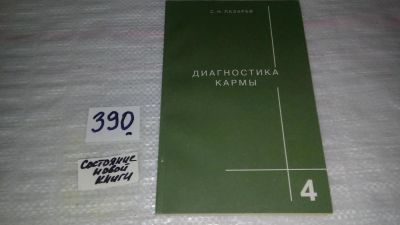 С. Н. ЛАЗАРЕВ
ДИАГНОСТИКА
КАРМЫ
4
390
Состояние
новой
книги